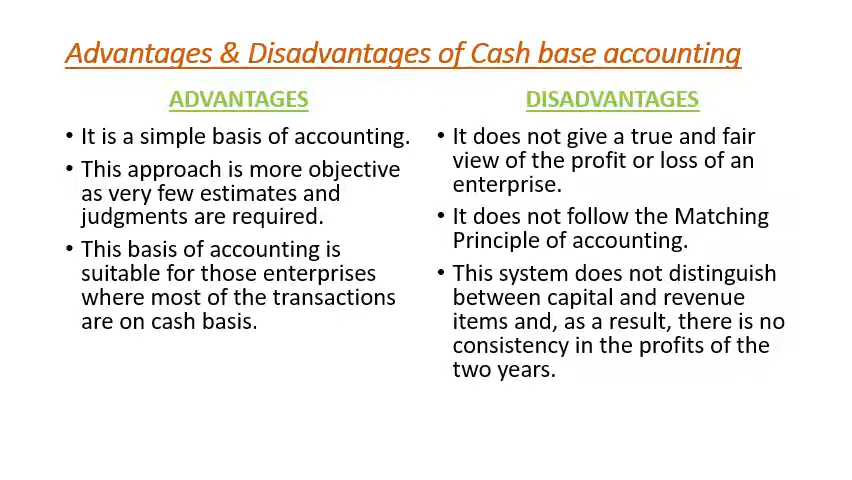 Advantages & Disadvantages of Cash base accounting
ADVANTAGES
• It is a simple basis of accounting.
• This approach is more objective
as very few estimates and
judgments are required.
• This basis of accounting is
suitable for those enterprises
where most of the transactions
are on cash basis.
DISADVANTAGES
• It does not give a true and fair
view of the profit or loss of an
enterprise.
• It does not follow the Matching
Principle of accounting.
• This system does not distinguish
between capital and revenue
items and, as a result, there is no
consistency in the profits of the
two years.